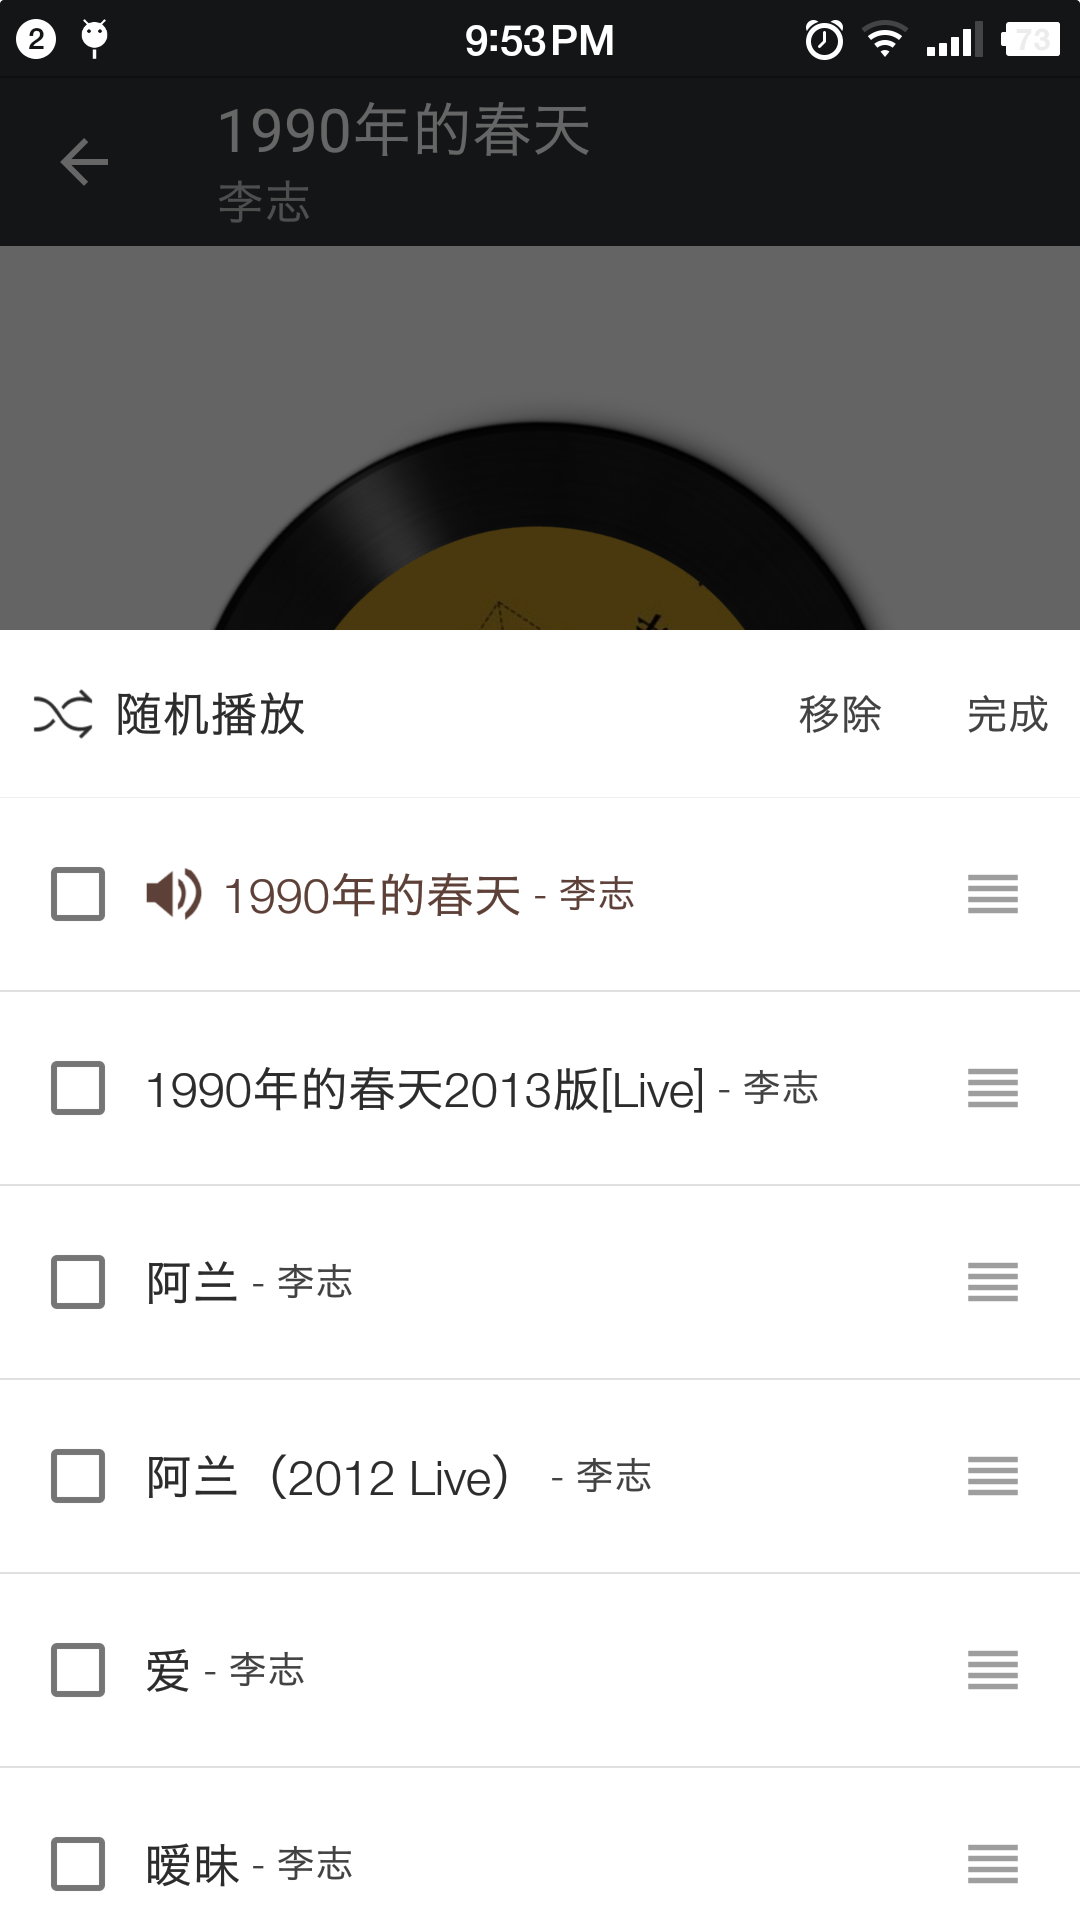 2
9:53 PM
73
1990年的春天
李志
随机播放 移除 完成
1990年的春天 - 李志
1990年的春天2013版[Live] - 李志
阿兰 - 李志
阿兰（2012 Live） - 李志
爱 - 李志
暧昧 - 李志